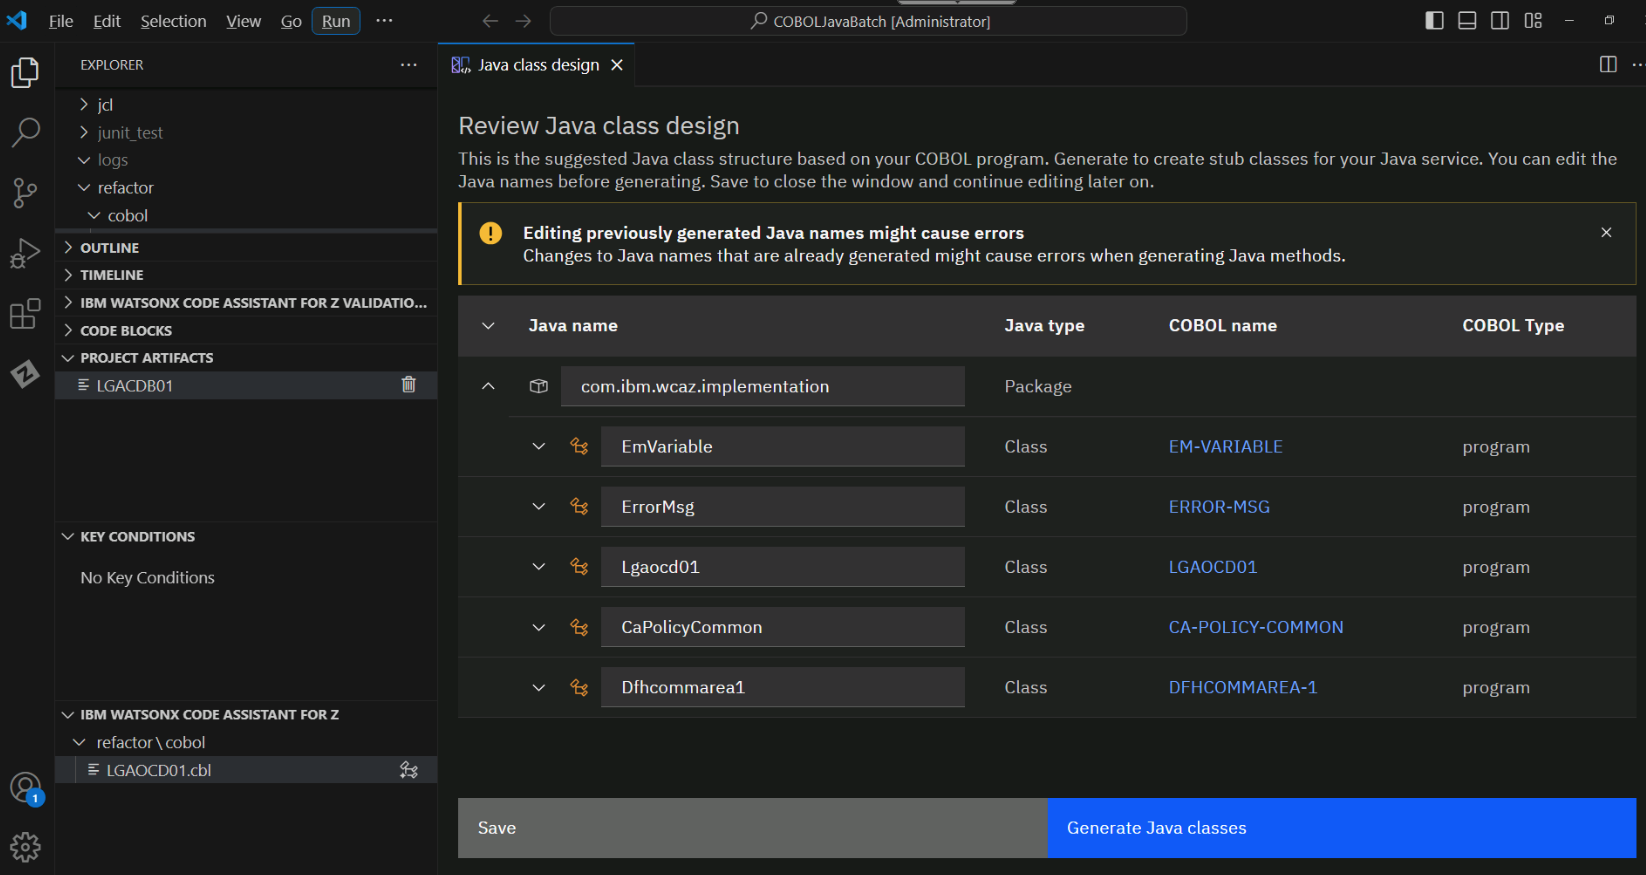 File Edit Selection View Go Run ···
COBOLJavaBatch [Administrator]
EXPLORER
jcl
junit_test
logs
refactor
cobol
OUTLINE
TIMELINE
IBM WATSONX CODE ASSISTANT FOR Z VALIDATIO...
CODE BLOCKS
PROJECT ARTIFACTS
LGACDB01
KEY CONDITIONS
No Key Conditions
IBM WATSONX CODE ASSISTANT FOR Z
refactor \ cobol
LGAOCD01.cbl
1
Java class design
Review Java class design
This is the suggested Java class structure based on your COBOL program. Generate to create stub classes for your Java service. You can edit the
Java names before generating. Save to close the window and continue editing later on.
Editing previously generated Java names might cause errors
Changes to Java names that are already generated might cause errors when generating Java methods.
Java name Java type COBOL name COBOL Type
com.ibm.wcaz.implementation Package
EmVariable Class EM-VARIABLE program
ErrorMsg Class ERROR-MSG program
Lgaocd01 Class LGAOCD01 program
CaPolicyCommon Class CA-POLICY-COMMON program
Dfhcommarea1 Class DFHCOMMAREA-1 program
Save
Generate Java classes